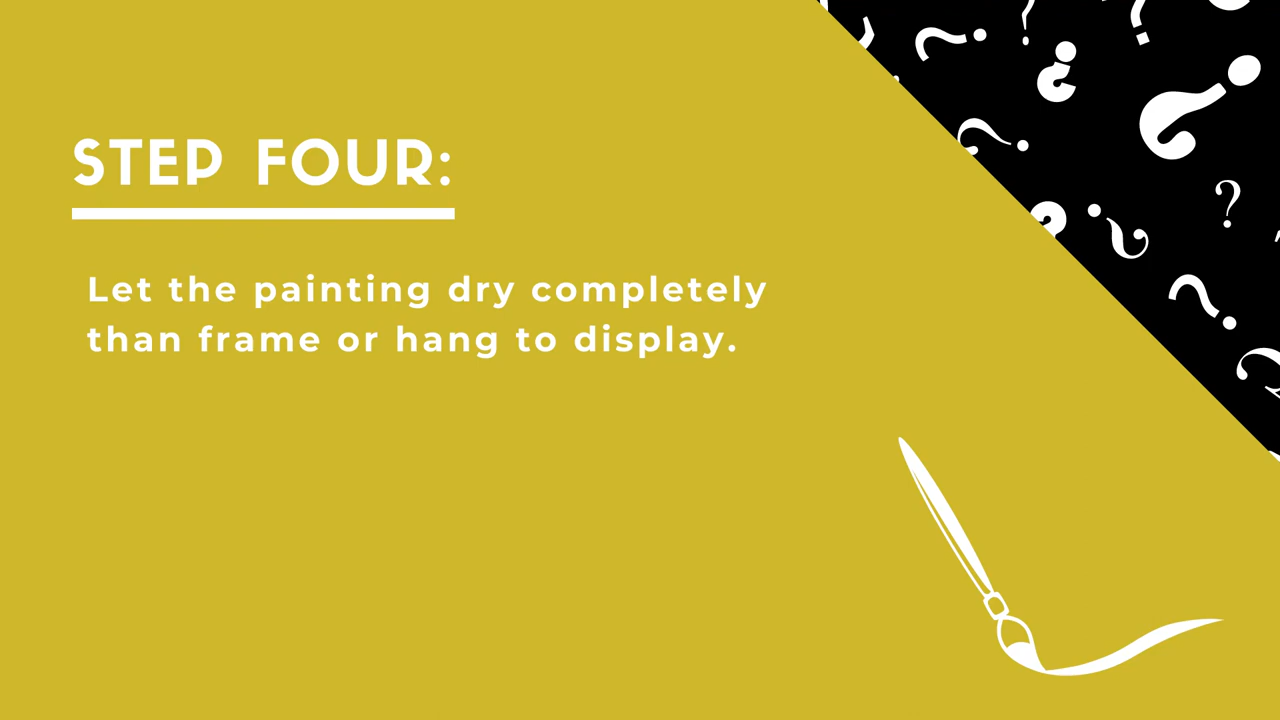 STEP FOUR:
Let the painting dry completely
than frame or hang to display.